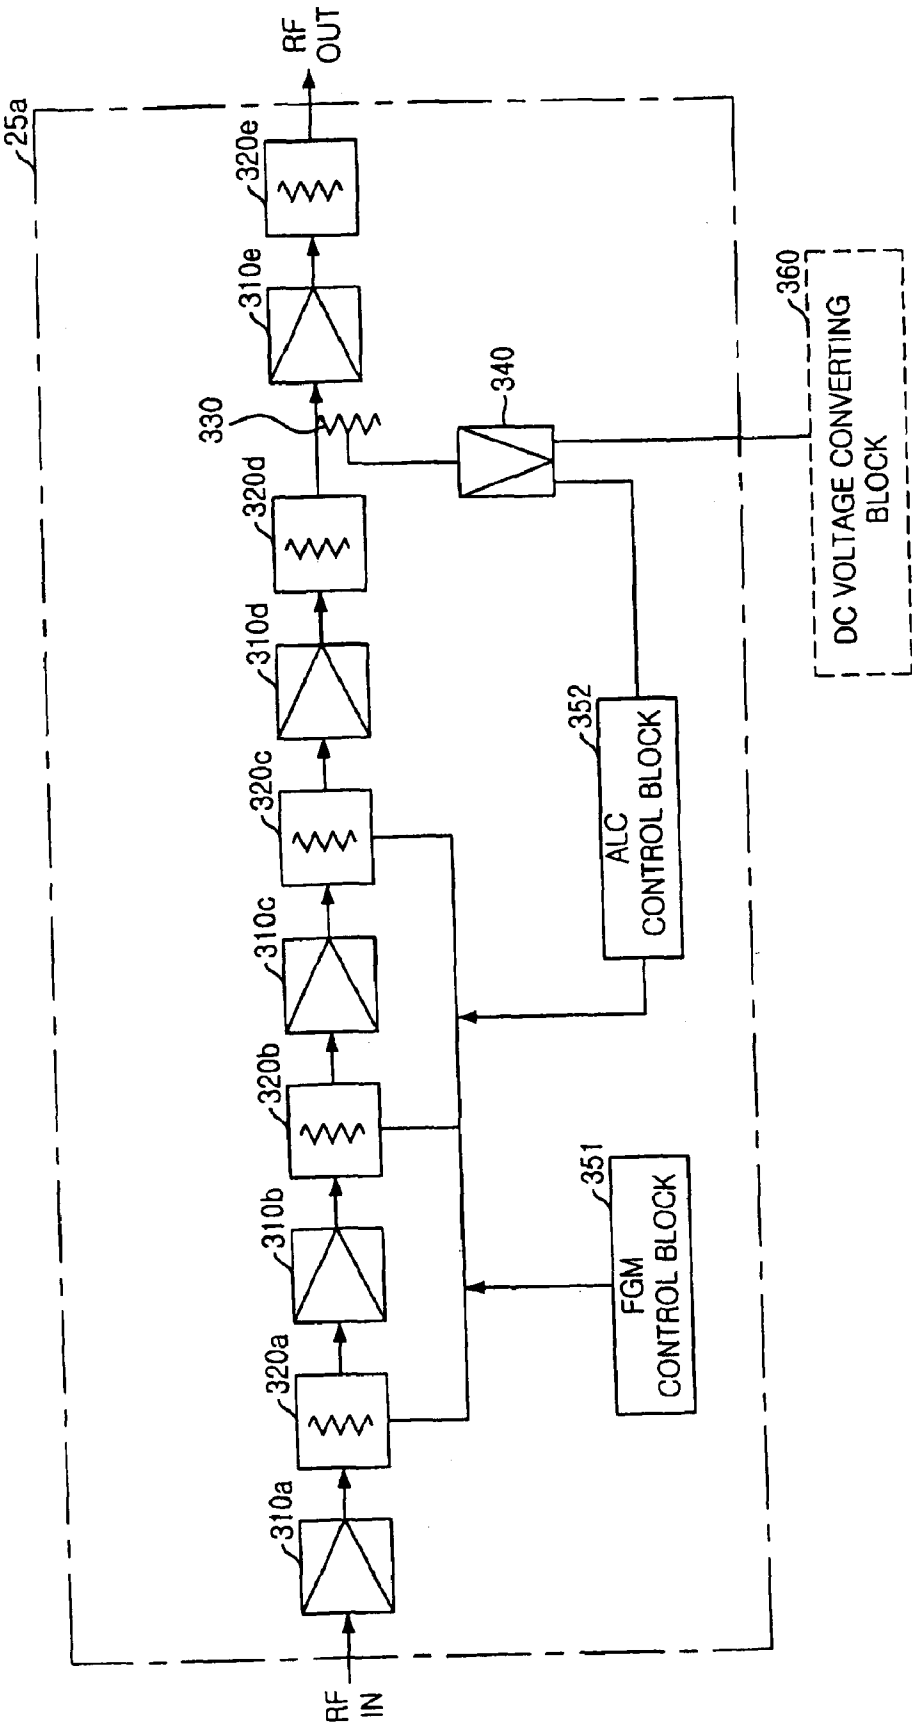 25a
RF
IN
310a
320a
310b
320b
310c
320c
310d
320d
330
310e
320e
RF
OUT
340
351
FGM
CONTROL BLOCK
352
ALC
CONTROL BLOCK
360
DC VOLTAGE CONVERTING
BLOCK